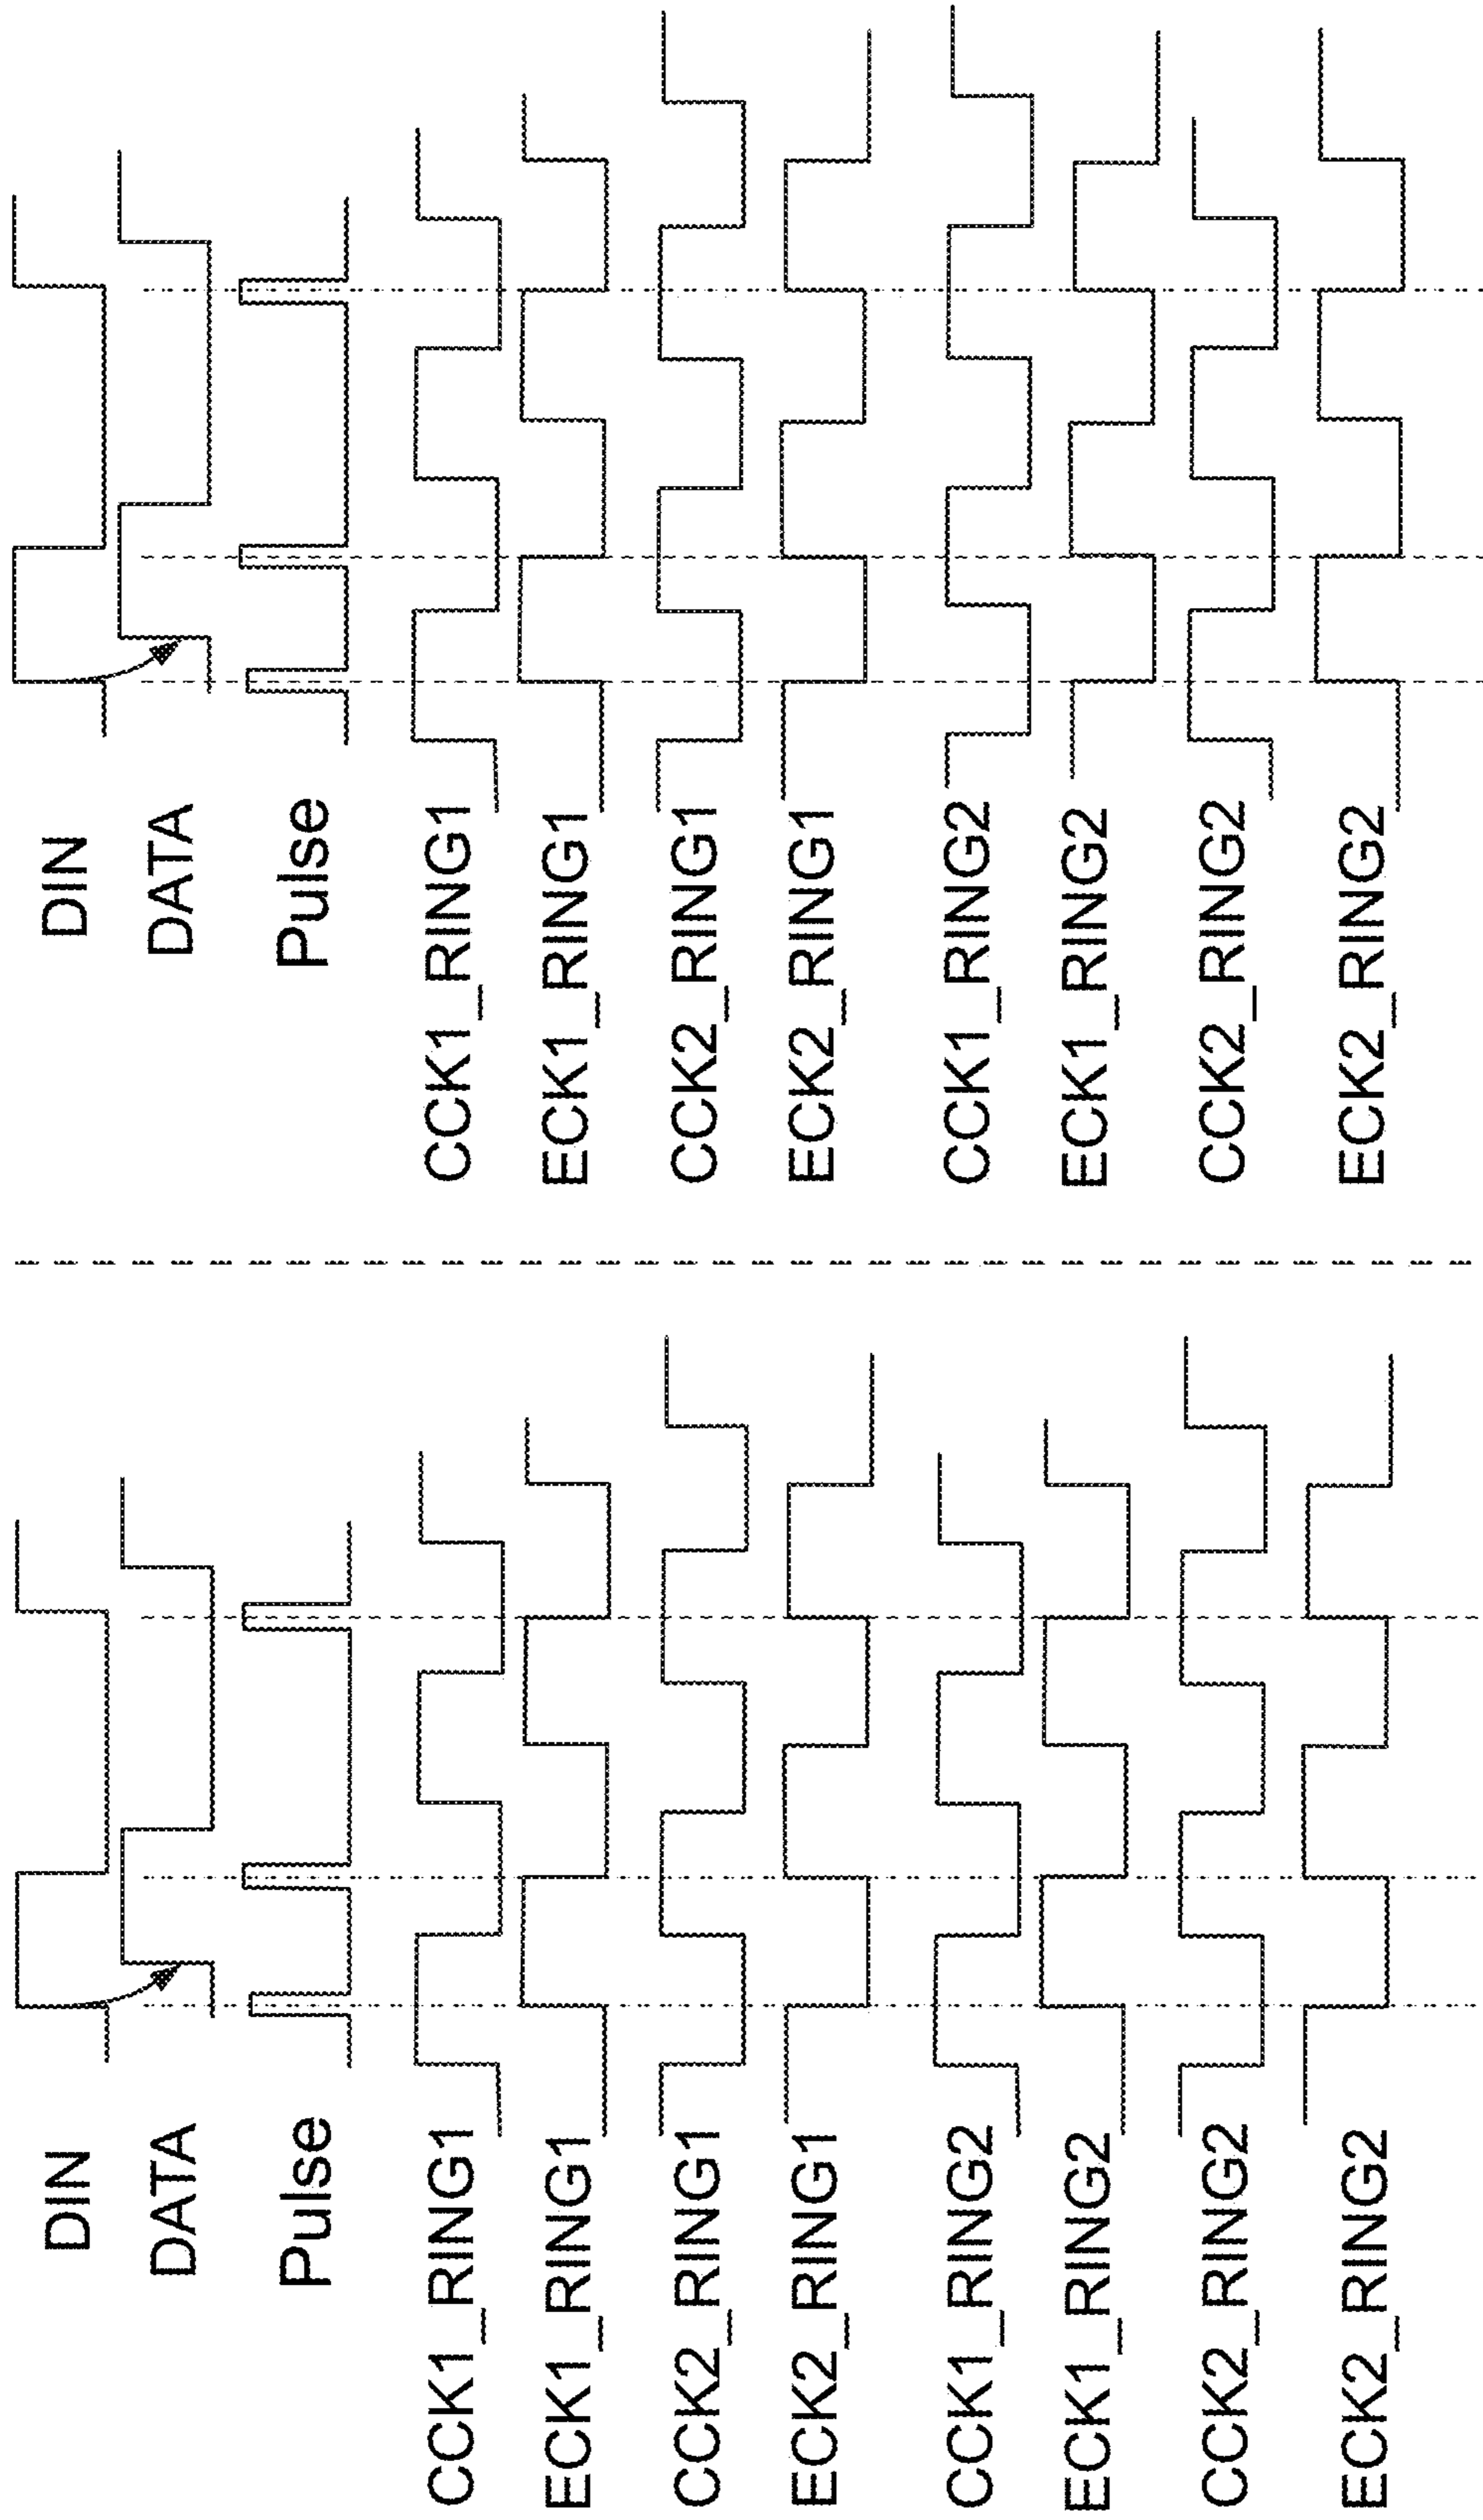 DIN
DATA
Pulse
CCK1_RING1
ECK1_RING1
CCK2_RING1
ECK2_RING1
CCK1_RING2
ECK1_RING2
CCK2_RING2
ECK2_RING2
DIN
DATA
Pulse
CCK1_RING1
ECK1_RING1
CCK2_RING1
ECK2_RING1
CCK1_RING2
ECK1_RING2
CCK2_RING2
ECK2_RING2